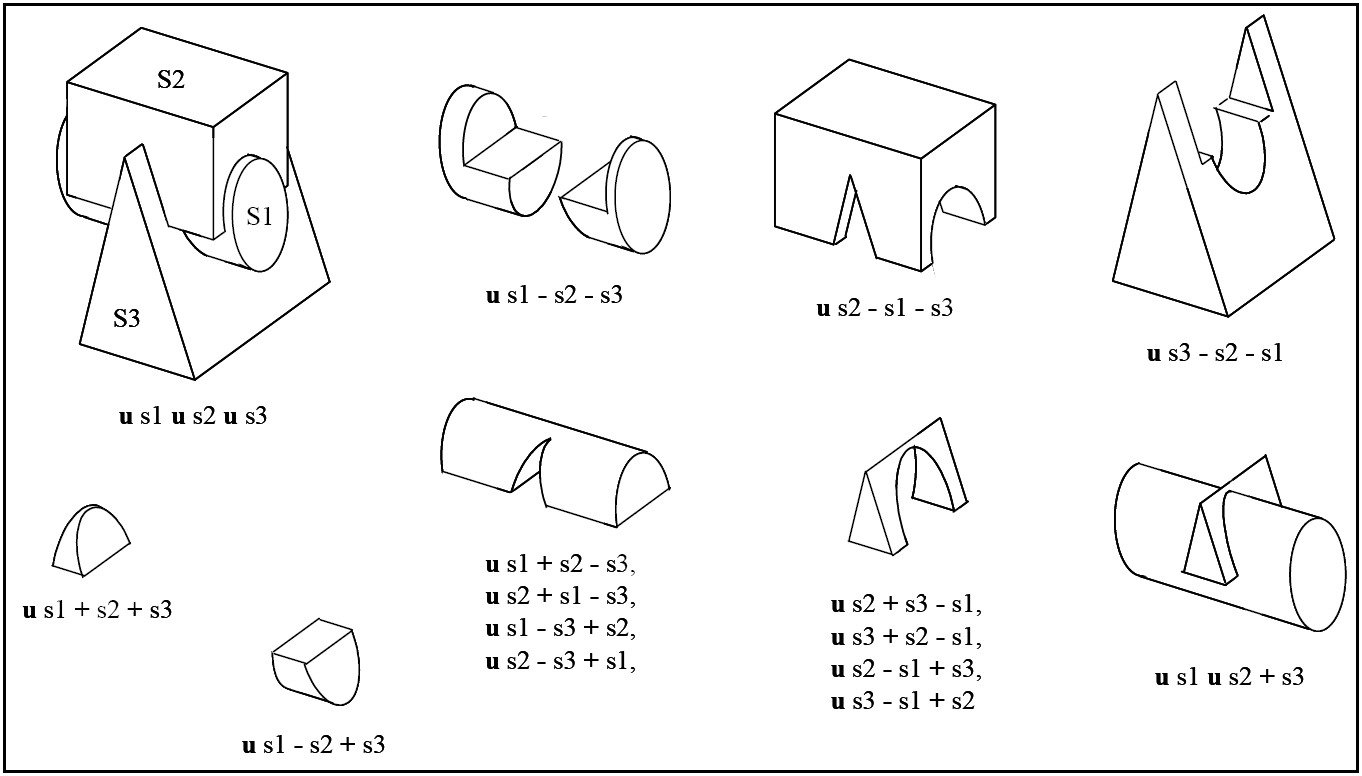 S2
S1
S3
u s1 u s2 u s3
u s1 - s2 - s3
u s2 - s1 - s3
u s3 - s2 - s1
u s1 + s2 + s3
u s1 - s2 + s3
u s1 + s2 - s3,
u s2 + s1 - s3,
u s1 - s3 + s2,
u s2 - s3 + s1,
u s2 + s3 - s1,
u s3 + s2 - s1,
u s2 - s1 + s3,
u s3 - s1 + s2
u s1 u s2 + s3